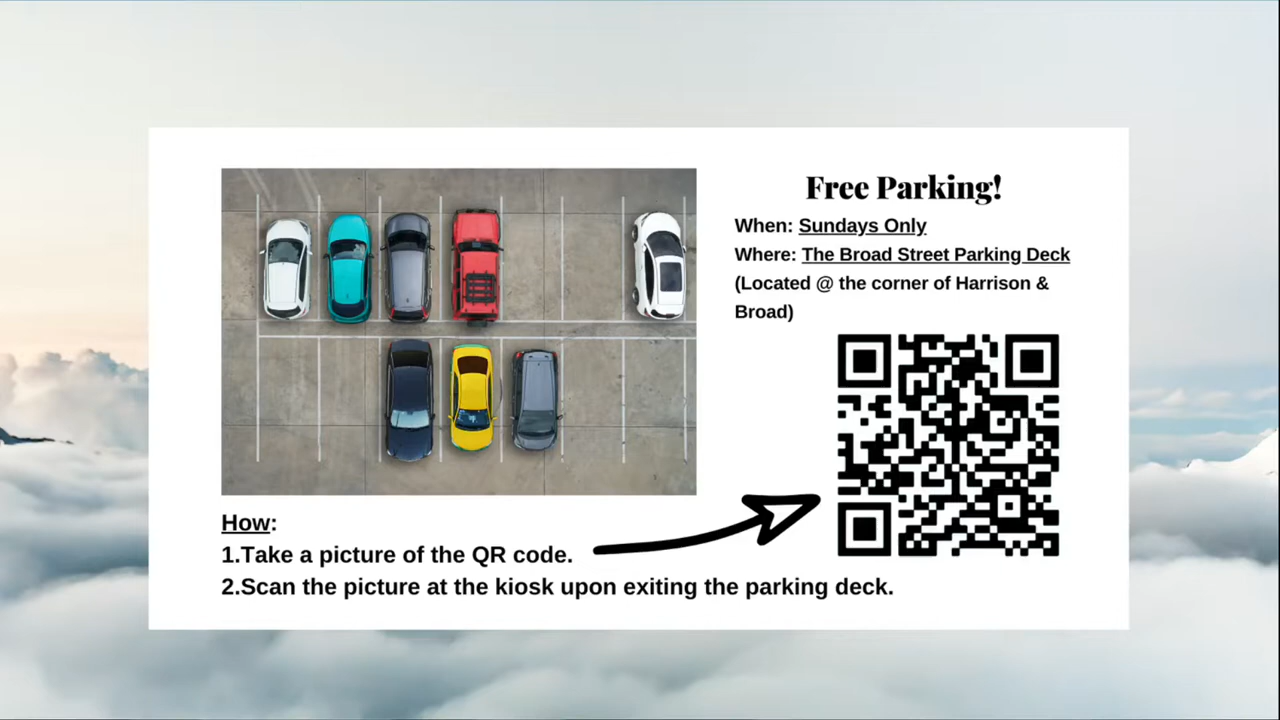 Free Parking!
When: Sundays Only
Where: The Broad Street Parking Deck
(Located @ the corner of Harrison &
Broad)
How:
1.Take a picture of the QR code.
2.Scan the picture at the kiosk upon exiting the parking deck.